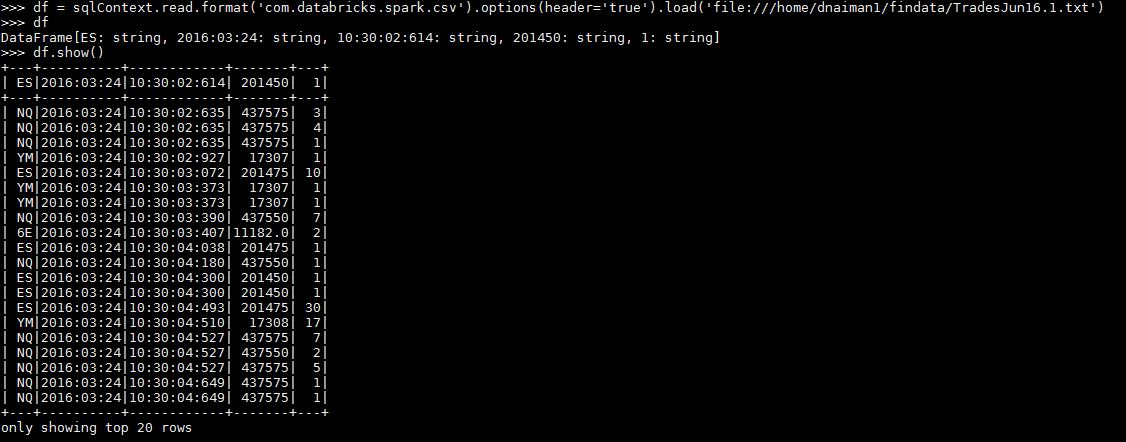 >>> df = sqlContext.read.format('com.databricks.spark.csv').options(header='true').load('file:///home/dnaiman1/findata/TradesJun16.1.txt')
>>> df
DataFrame[ES: string, 2016:03:24: string, 10:30:02:614: string, 201450: string, 1: string]
>>> df.show()
+---+----------+------------+-------+---+
| ES|2016:03:24|10:30:02:614| 201450|  1|
+---+----------+------------+-------+---+
| NQ|2016:03:24|10:30:02:635| 437575|  3|
| NQ|2016:03:24|10:30:02:635| 437575|  4|
| NQ|2016:03:24|10:30:02:635| 437575|  1|
| YM|2016:03:24|10:30:02:927|  17307|  1|
| ES|2016:03:24|10:30:03:072| 201475| 10|
| YM|2016:03:24|10:30:03:373|  17307|  1|
| YM|2016:03:24|10:30:03:373|  17307|  1|
| NQ|2016:03:24|10:30:03:390| 437550|  7|
| 6E|2016:03:24|10:30:03:407|11182.0|  2|
| ES|2016:03:24|10:30:04:038| 201475|  1|
| NQ|2016:03:24|10:30:04:180| 437550|  1|
| ES|2016:03:24|10:30:04:300| 201450|  1|
| ES|2016:03:24|10:30:04:300| 201450|  1|
| ES|2016:03:24|10:30:04:493| 201475| 30|
| YM|2016:03:24|10:30:04:510|  17308| 17|
| NQ|2016:03:24|10:30:04:527| 437575|  7|
| NQ|2016:03:24|10:30:04:527| 437550|  2|
| NQ|2016:03:24|10:30:04:527| 437575|  5|
| NQ|2016:03:24|10:30:04:649| 437575|  1|
| NQ|2016:03:24|10:30:04:649| 437575|  1|
+---+----------+------------+-------+---+
only showing top 20 rows